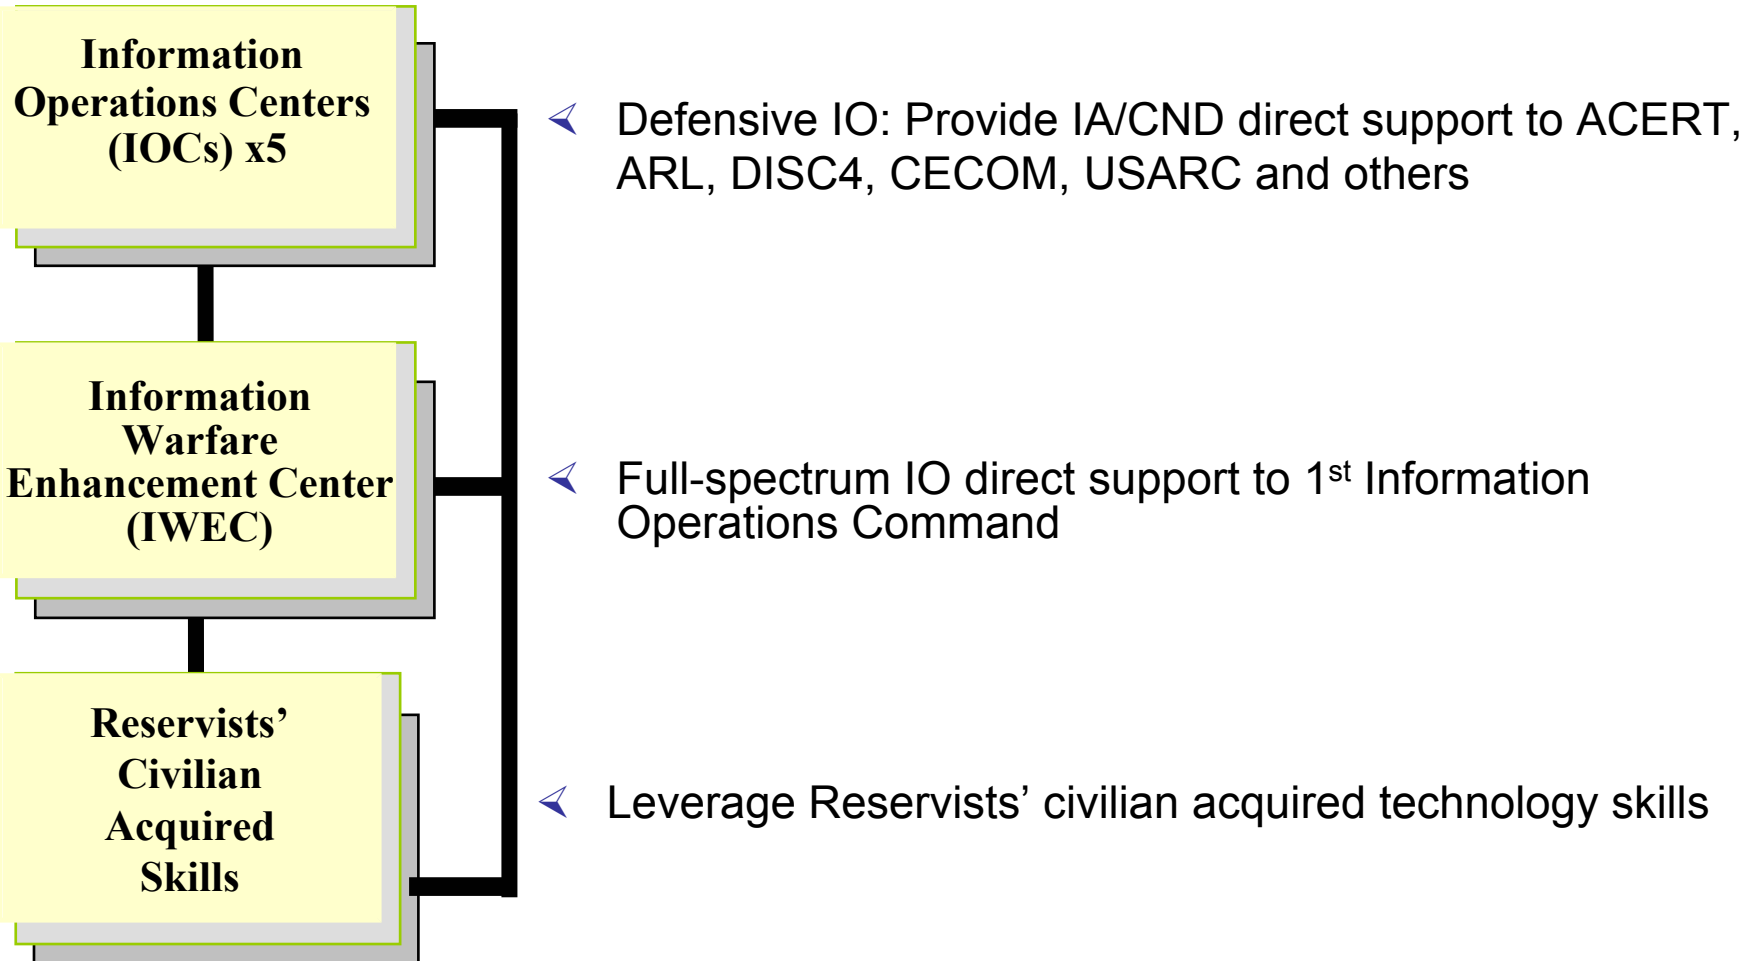 Information
Operations Centers
(IOCs) x5
Defensive IO: Provide IA/CND direct support to ACERT,
ARL, DISC4, CECOM, USARC and others
Information
Warfare
Enhancement Center
(IWEC)
Full-spectrum IO direct support to 1st Information
Operations Command
Reservists’
Civilian
Acquired
Skills
Leverage Reservists’ civilian acquired technology skills